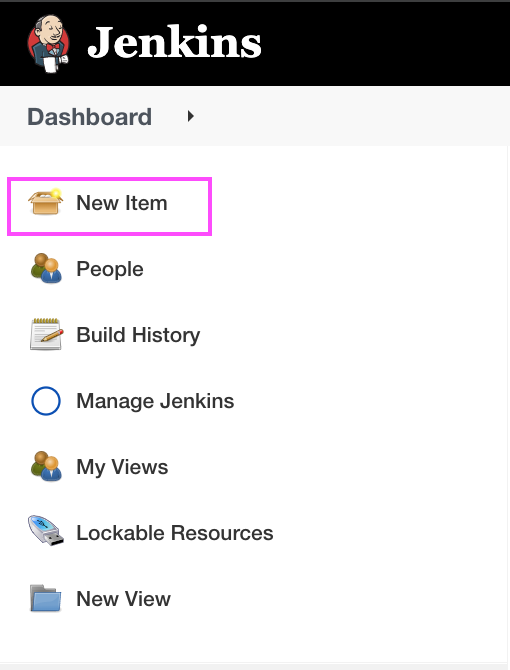 Jenkins
Dashboard
New Item
People
Build History
Manage Jenkins
My Views
Lockable Resources
New View